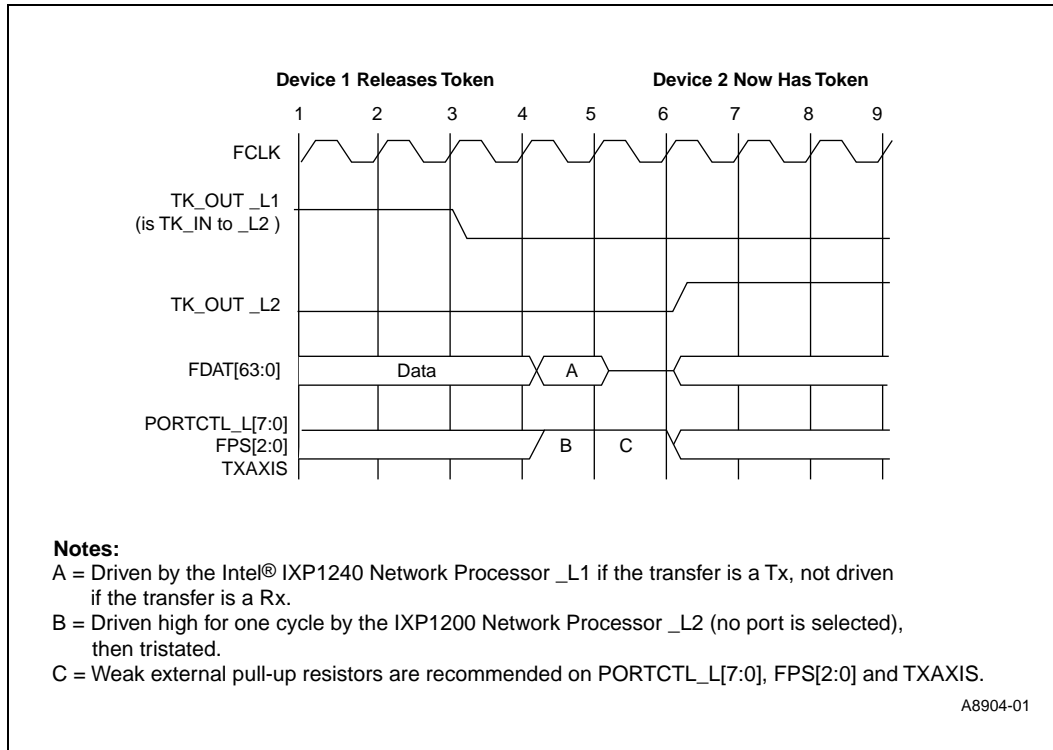 Device 1 Releases Token
Device 2 Now Has Token
1 2 3 4 5 6 7 8 9
FCLK
TK_OUT _L1
(is TK_IN to _L2 )
TK_OUT _L2
FDAT[63:0]
Data
A
PORTCTL_L[7:0]
FPS[2:0]
TXAXIS
B
C
Notes:
A = Driven by the Intel® IXP1240 Network Processor _L1 if the transfer is a Tx, not driven
if the transfer is a Rx.
B = Driven high for one cycle by the IXP1200 Network Processor _L2 (no port is selected),
then tristated.
C = Weak external pull-up resistors are recommended on PORTCTL_L[7:0], FPS[2:0] and TXAXIS.
A8904-01